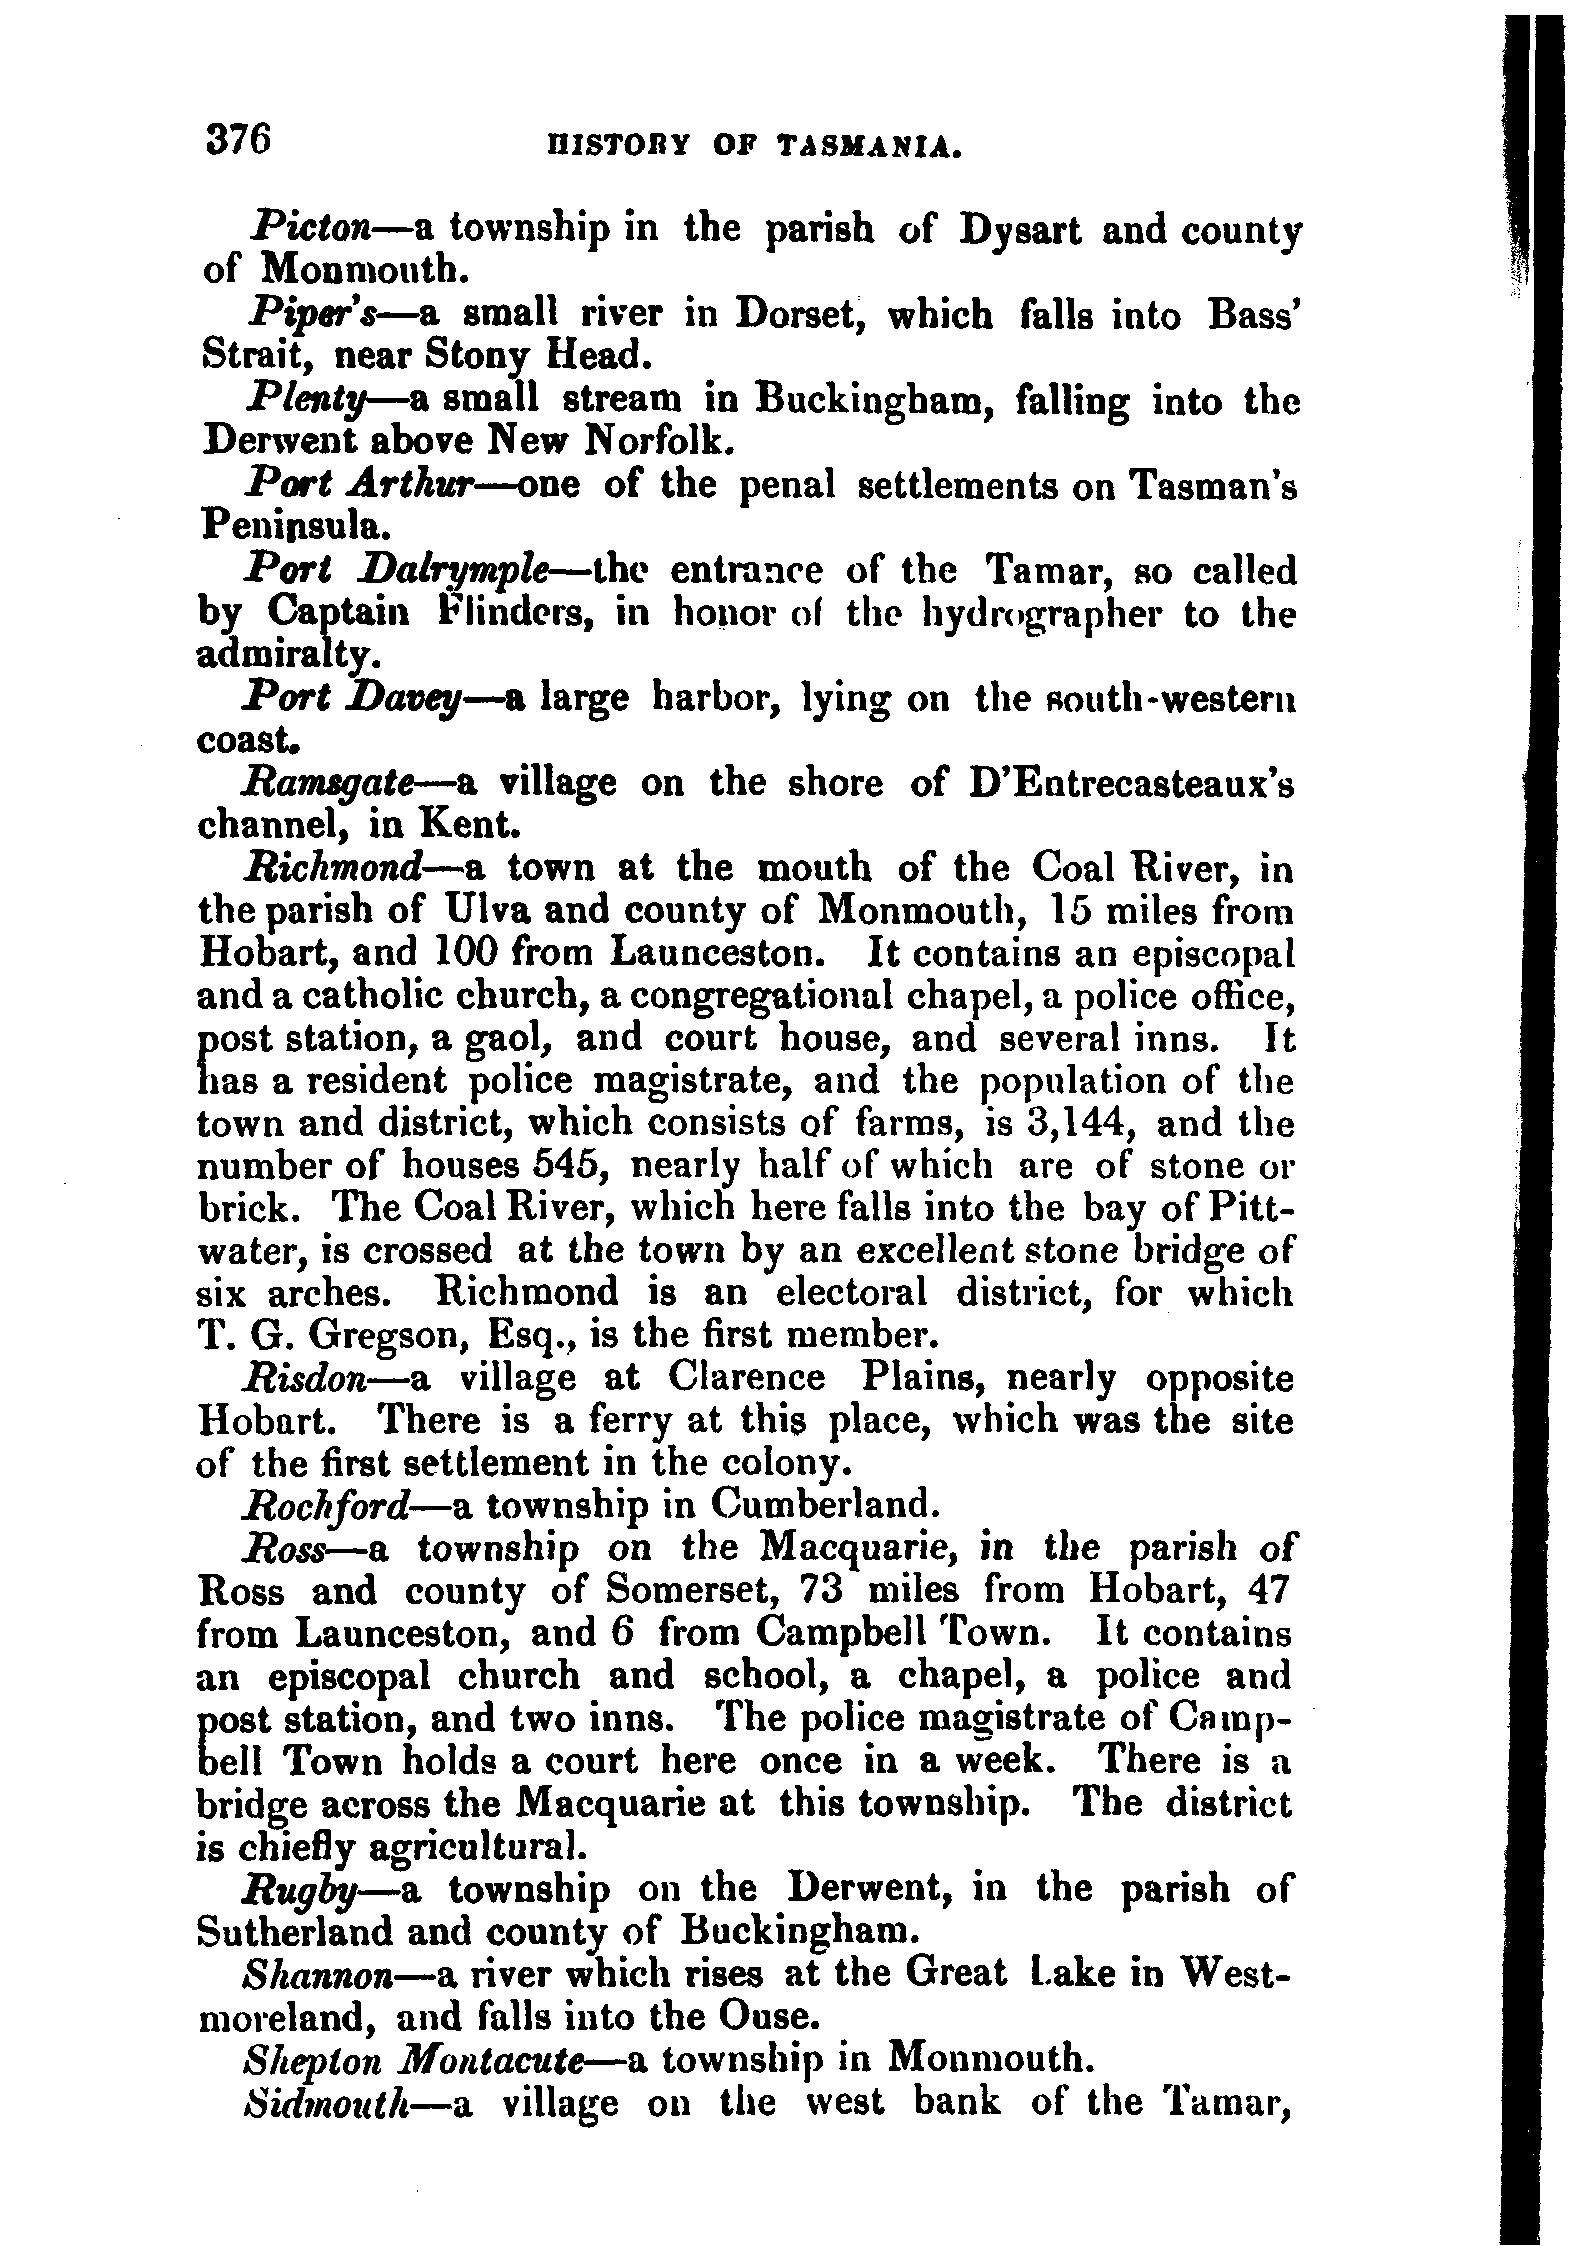 376 HISTORY OF TASMANIA.
Picton—a township in the parish of Dysart and county
of Monmouth.
Piper's—a small river in Dorset, which falls into Bass'
Strait, near Stony Head.
Plenty—a small stream in Buckingham, falling into the
Derwent above New Norfolk.
Port Arthur—one of the penal settlements on Tasman's
Peninsula.
Port Dalrymple—the entrance of the Tamar, so called
by Captain Flinders, in honor of the hydrographer to the
admiralty.
Port Davey—a large harbor, lying on the south-western
coast.
Ramsgate—a village on the shore of D'Entrecasteaux's
channel, in Kent.
Richmond—a town at the mouth of the Coal River, in
the parish of Ulva and county of Monmouth, 15 miles from
Hobart, and 100 from Launceston. It contains an episcopal
and a catholic church, a congregational chapel, a police office,
post station, a gaol, and court house, and several inns. It
has a resident police magistrate, and the population of the
town and district, which consists of farms, is 3,144, and the
number of houses 545, nearly half of which are of stone or
brick. The Coal River, which here falls into the bay of Pitt-
water, is crossed at the town by an excellent stone bridge of
six arches. Richmond is an electoral district, for which
T. G. Gregson, Esq., is the first member.
Risdon—a village at Clarence Plains, nearly opposite
Hobart. There is a ferry at this place, which was the site
of the first settlement in the colony.
Rochford—a township in Cumberland.
Ross—a township on the Macquarie, in the parish of
Ross and county of Somerset, 73 miles from Hobart, 47
from Launceston, and 6 from Campbell Town. It contains
an episcopal church and school, a chapel, a police and
post station, and two inns. The police magistrate of Camp-
bell Town holds a court here once in a week. There is a
bridge across the Macquarie at this township. The district
is chiefly agricultural.
Rugby—a township on the Derwent, in the parish of
Sutherland and county of Buckingham.
Shannon—a river which rises at the Great Lake in West-
moreland, and falls into the Ouse.
Shepton Montacute—a township in Monmouth.
Sidmouth—a village on the west bank of the Tamar,